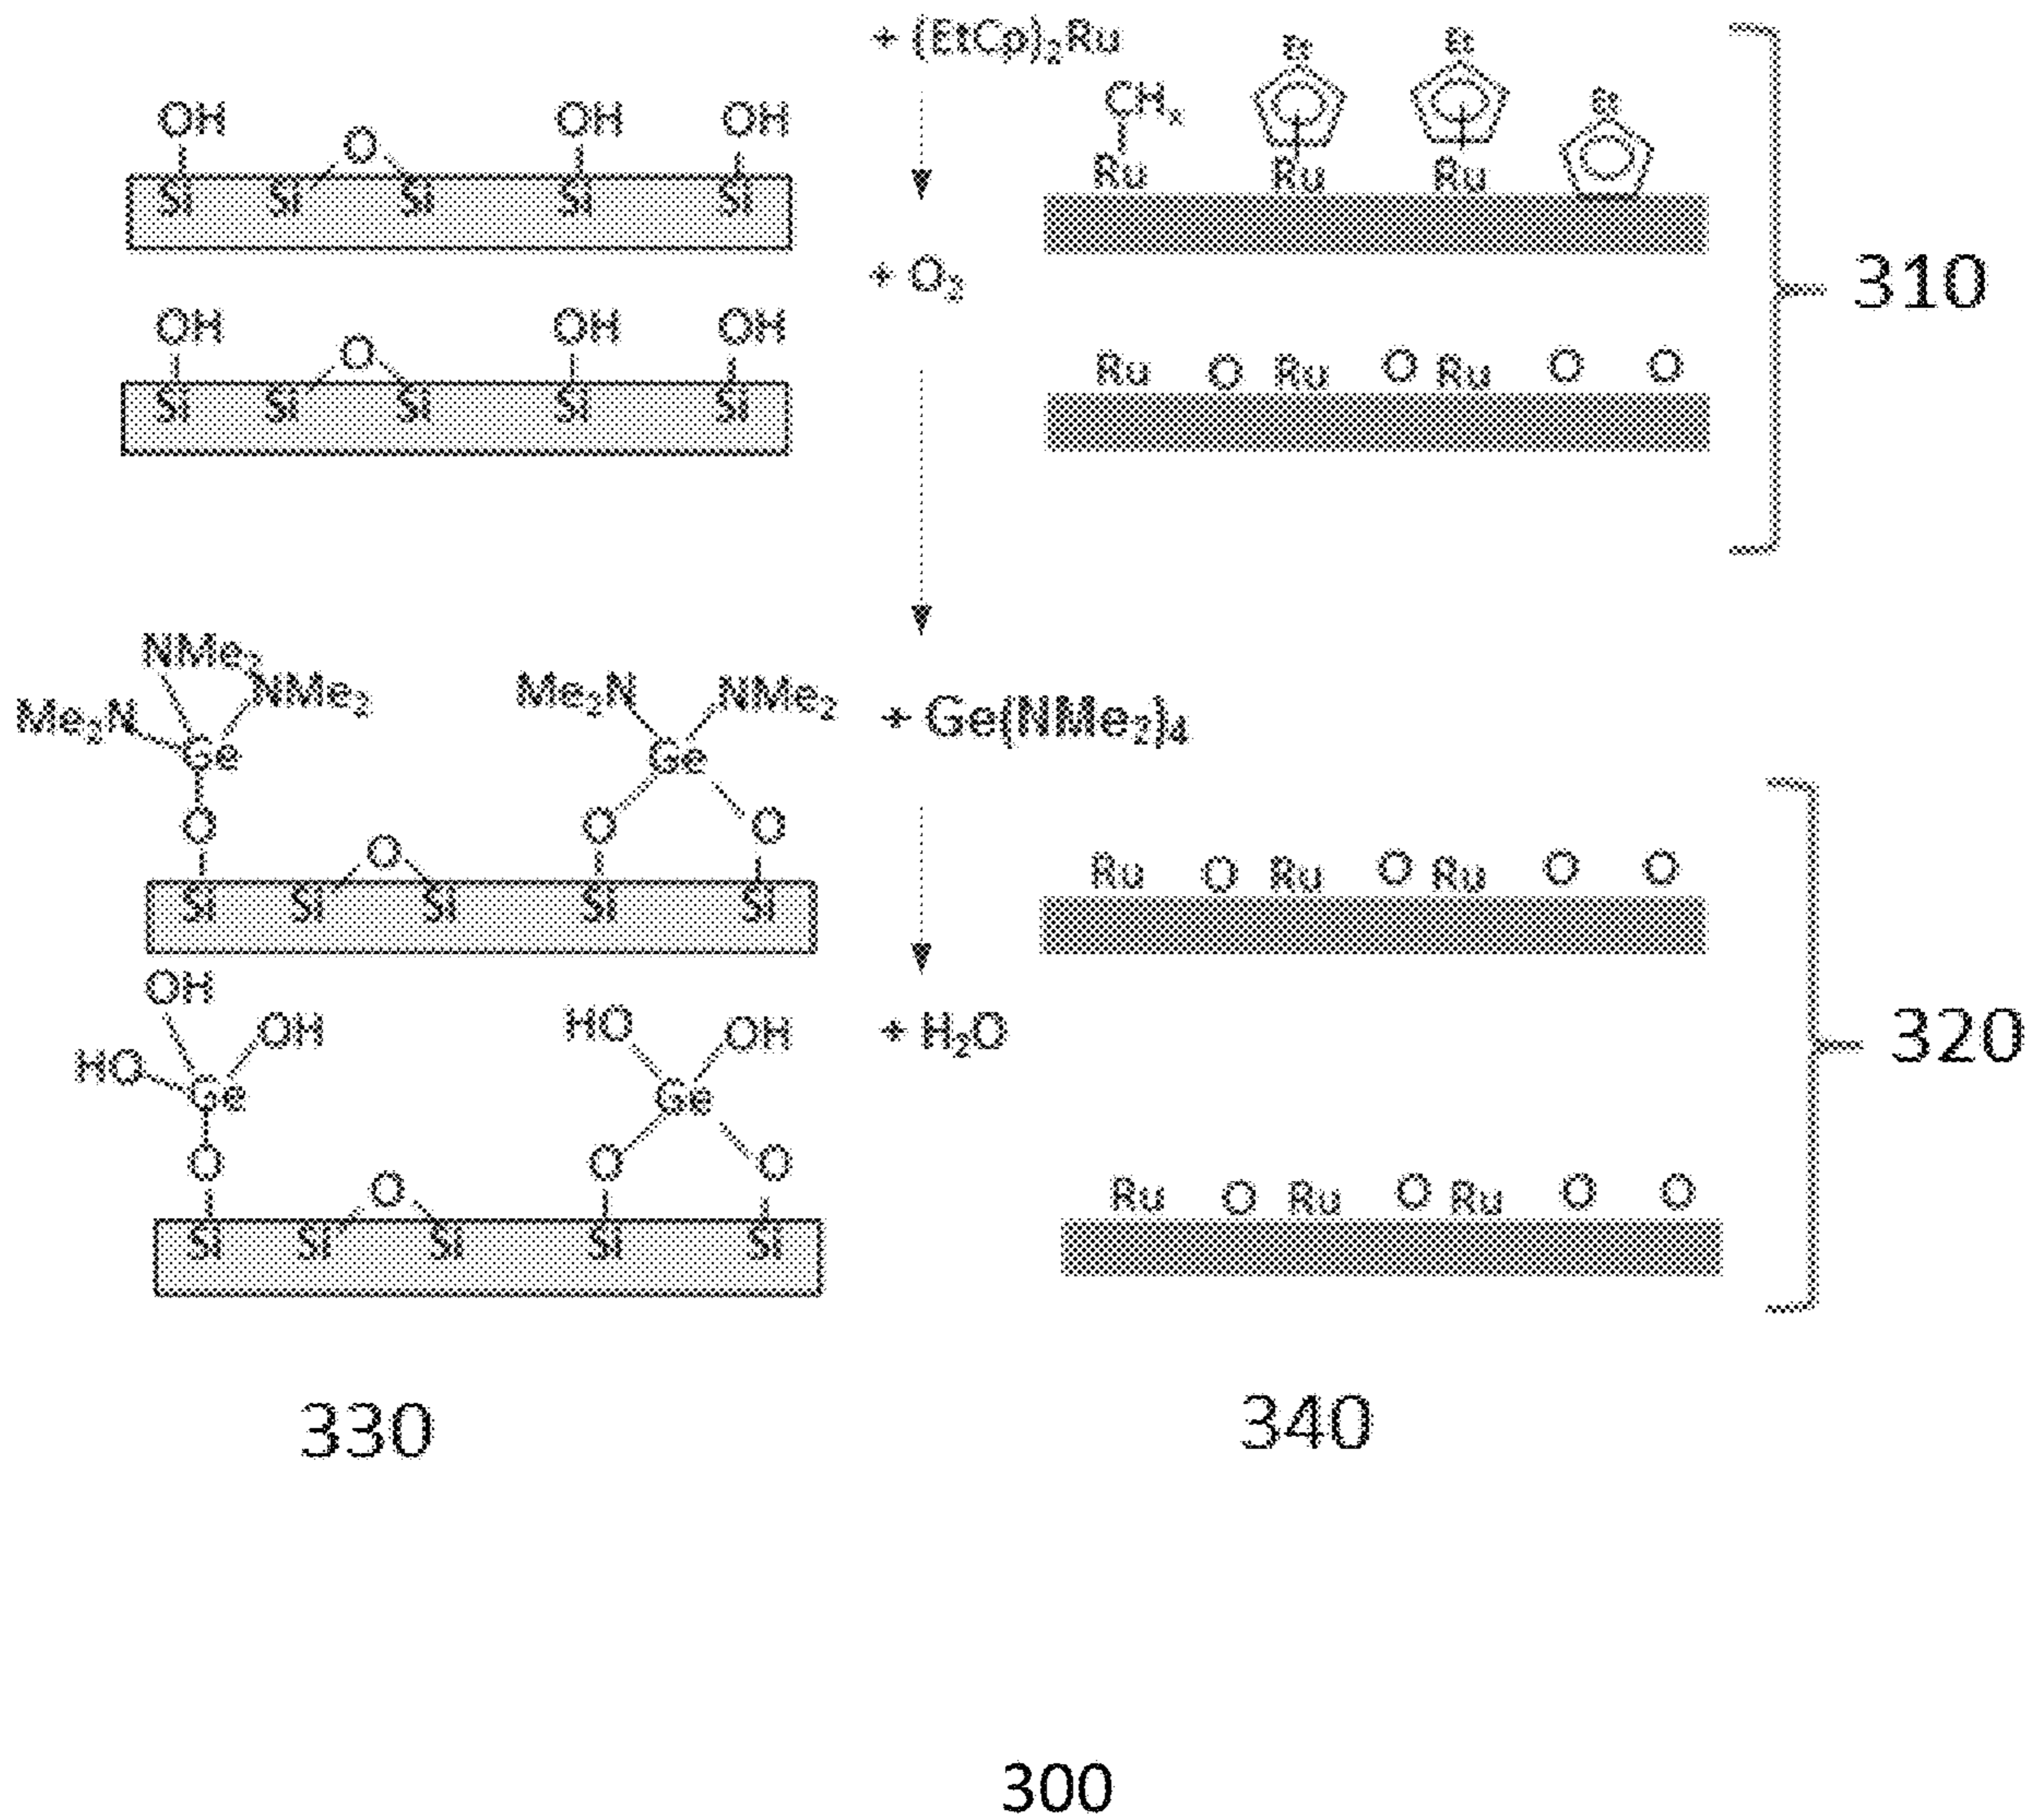 + (EtCp)₂Ru
OH O OH OH
Si Si Si Si Si
CHₓ Et Et Et
Ru Ru Ru
310
+ O₃
OH O OH OH
Si Si Si Si Si
Ru O Ru O Ru O O
NMe₂
Me₂N NMe₂ Me₂N NMe₂
+ Ge(NMe₂)₄
Ge Ge
O O O
O
Si Si Si Si Si
Ru O Ru O Ru O O
320
OH
HO OH HO OH
+ H₂O
Ge Ge
O O O
O
Si Si Si Si Si
Ru O Ru O Ru O O
330 340
300